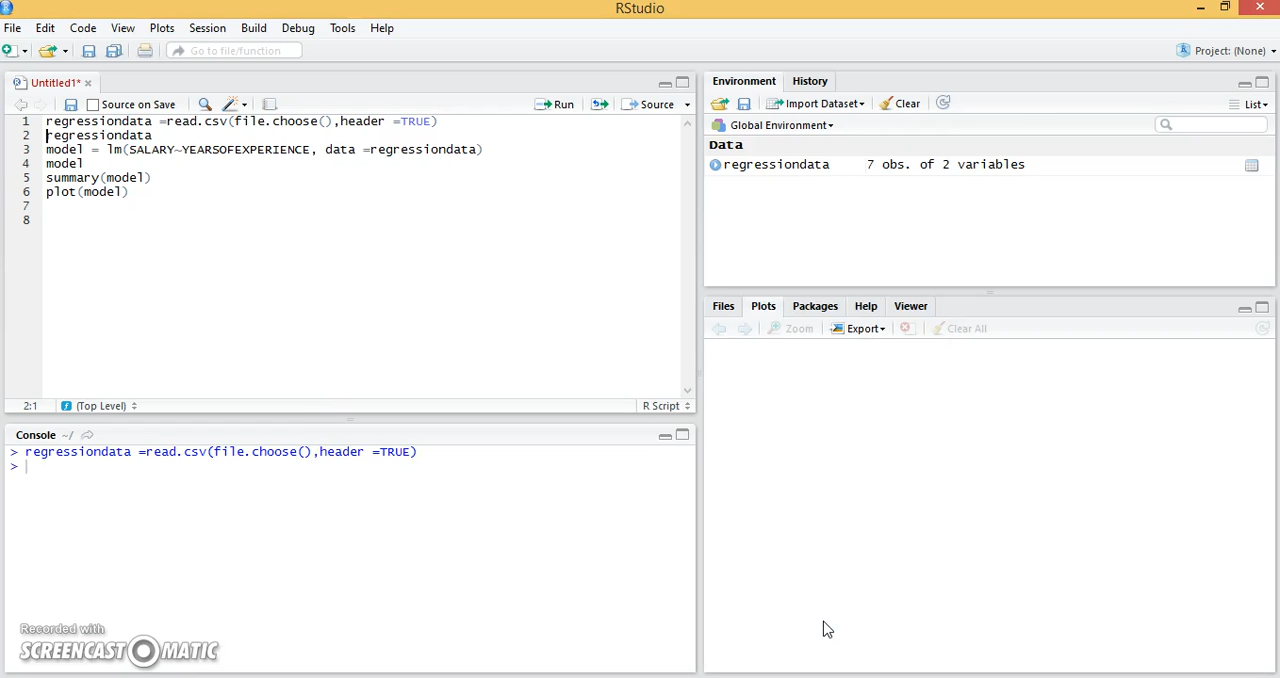 RStudio
File Edit Code View Plots Session Build Debug Tools Help
Go to file/function Project: (None)
Untitled1*
Source on Save Run Source
1 regressiondata =read.csv(file.choose(),header =TRUE)
2 regressiondata
3 model = lm(SALARY~YEARSOFEXPERIENCE, data =regressiondata)
4 model
5 summary(model)
6 plot(model)
7
8
2:1 (Top Level) R Script
Console ~/
> regressiondata =read.csv(file.choose(),header =TRUE)
>
Recorded with
SCREENCAST MATIC
Environment History
Import Dataset Clear List
Global Environment
Data
regressiondata 7 obs. of 2 variables
Files Plots Packages Help Viewer
Zoom Export Clear All